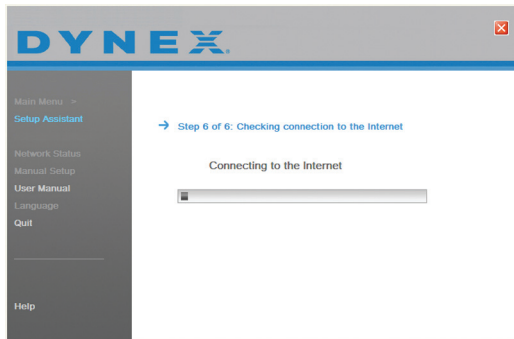 DYNEX
Main Menu >
Setup Assistant
Network Status
Manual Setup
User Manual
Language
Quit
Help
Step 6 of 6: Checking connection to the Internet
Connecting to the Internet